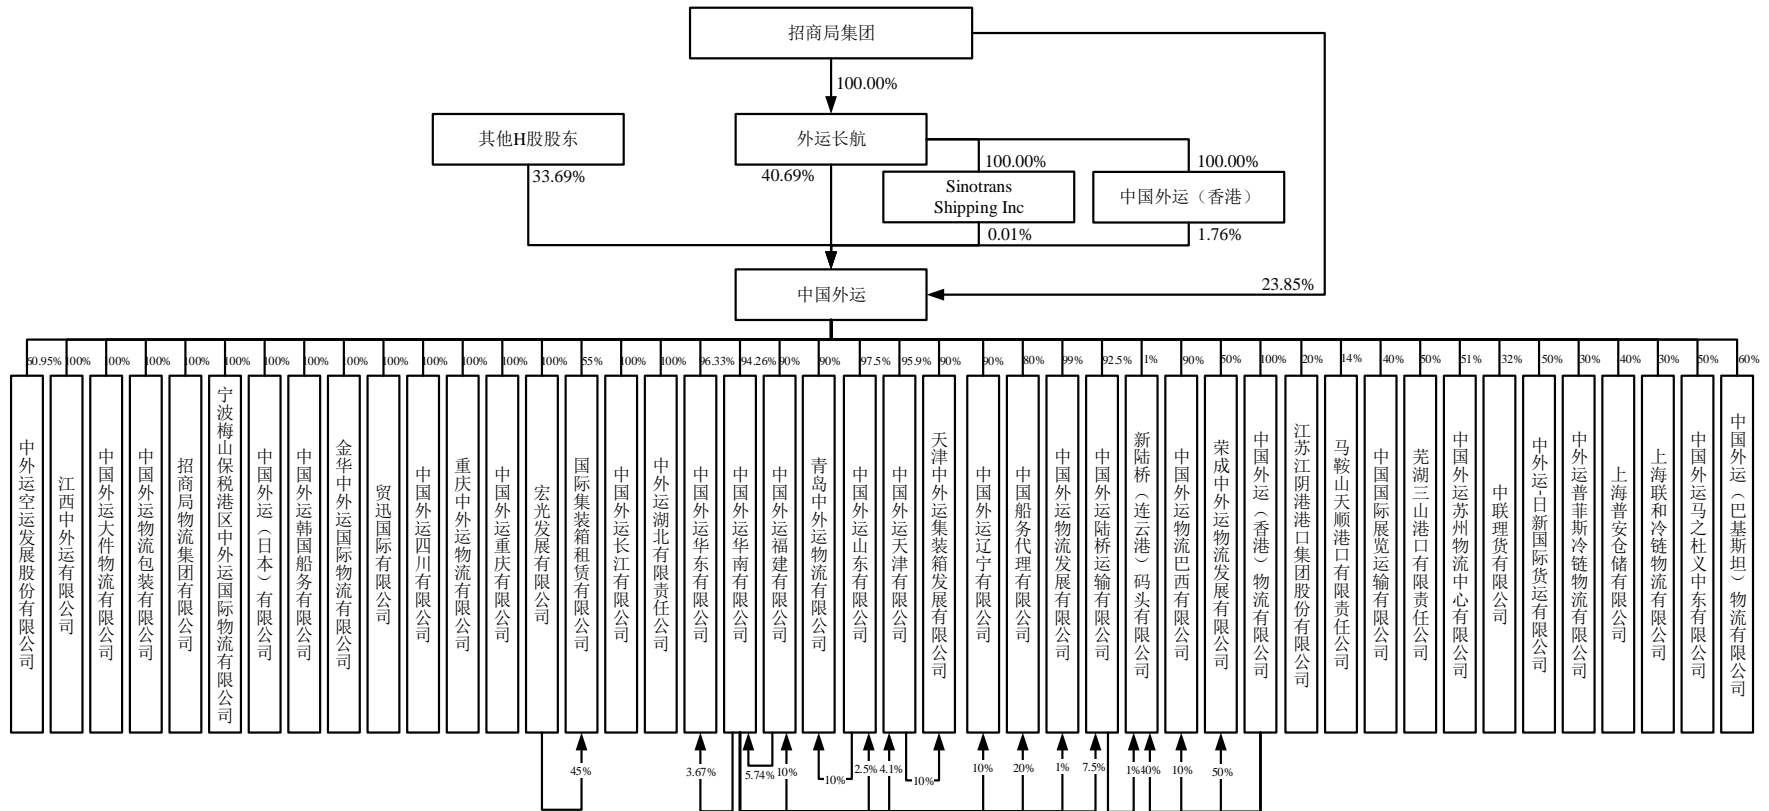 招商局集团
100.00%
其他H股股东
外运长航
33.69%
40.69%
100.00%
100.00%
Sinotrans
Shipping Inc
中国外运（香港）
0.01%
1.76%
中国外运
23.85%
60.95%
100%
100%
100%
100%
100%
100%
100%
100%
100%
100%
100%
100%
100%
55%
100%
100%
96.33%
94.26%
90%
90%
97.5%
95.9%
90%
90%
80%
99%
92.5%
1%
90%
50%
100%
20%
14%
40%
50%
51%
32%
50%
30%
40%
30%
50%
60%
中外运空运发展股份有限公司
江西中外运有限公司
中国外运大件物流有限公司
中国外运物流包装有限公司
招商局物流集团有限公司
宁波梅山保税港区中外运国际物流有限公司
中国外运（日本）有限公司
中国外运韩国船务有限公司
金华中外运国际物流有限公司
贸迅国际有限公司
中国外运四川有限公司
重庆中外运物流有限公司
中国外运重庆有限公司
宏光发展有限公司
国际集装箱租赁有限公司
中国外运长江有限公司
中外运湖北有限责任公司
中国外运华东有限公司
中国外运华南有限公司
中国外运福建有限公司
青岛中外运物流有限公司
中国外运山东有限公司
中国外运天津有限公司
天津中外运集装箱发展有限公司
中国外运辽宁有限公司
中国船务代理有限公司
中国外运物流发展有限公司
中国外运陆桥运输有限公司
新陆桥（连云港）码头有限公司
中国外运物流巴西有限公司
荣成中外运物流发展有限公司
中国外运（香港）物流有限公司
江苏江阴港港口集团股份有限公司
马鞍山天顺港口有限责任公司
中国国际展览运输有限公司
芜湖三山港口有限责任公司
中国外运苏州物流中心有限公司
中联理货有限公司
中外运-日新国际货运有限公司
中外运普菲斯冷链物流有限公司
上海普安仓储有限公司
上海联和冷链物流有限公司
中国外运马之杜义中东有限公司
中国外运（巴基斯坦）物流有限公司
45%
3.67%
5.74%
10%
10%
2.5%
4.1%
10%
10%
20%
1%
7.5%
1%
40%
10%
50%